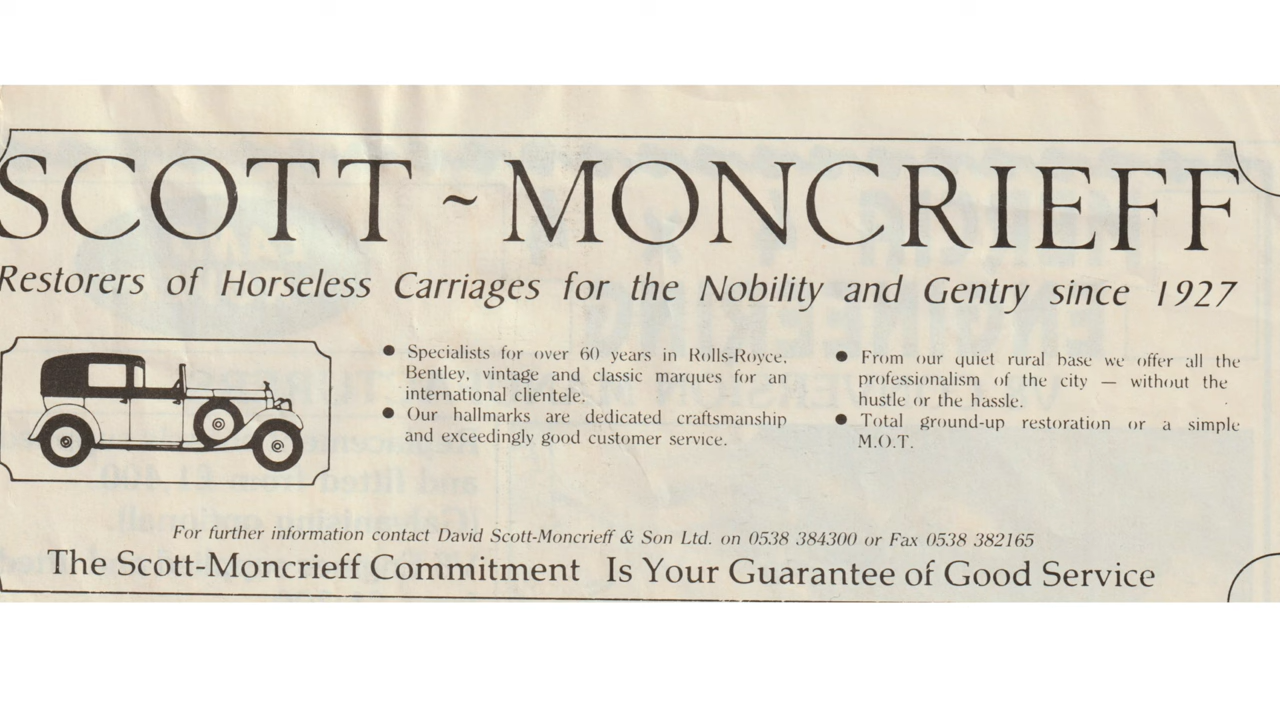 SCOTT ~ MONCRIEFF
Restorers of Horseless Carriages for the Nobility and Gentry since 1927
● Specialists for over 60 years in Rolls-Royce,
Bentley, vintage and classic marques for an
international clientele.
● Our hallmarks are dedicated craftsmanship
and exceedingly good customer service.
● From our quiet rural base we offer all the
professionalism of the city — without the
hustle or the hassle.
● Total ground-up restoration or a simple
M.O.T.
For further information contact David Scott-Moncrieff & Son Ltd. on 0538 384300 or Fax 0538 382165
The Scott-Moncrieff Commitment Is Your Guarantee of Good Service